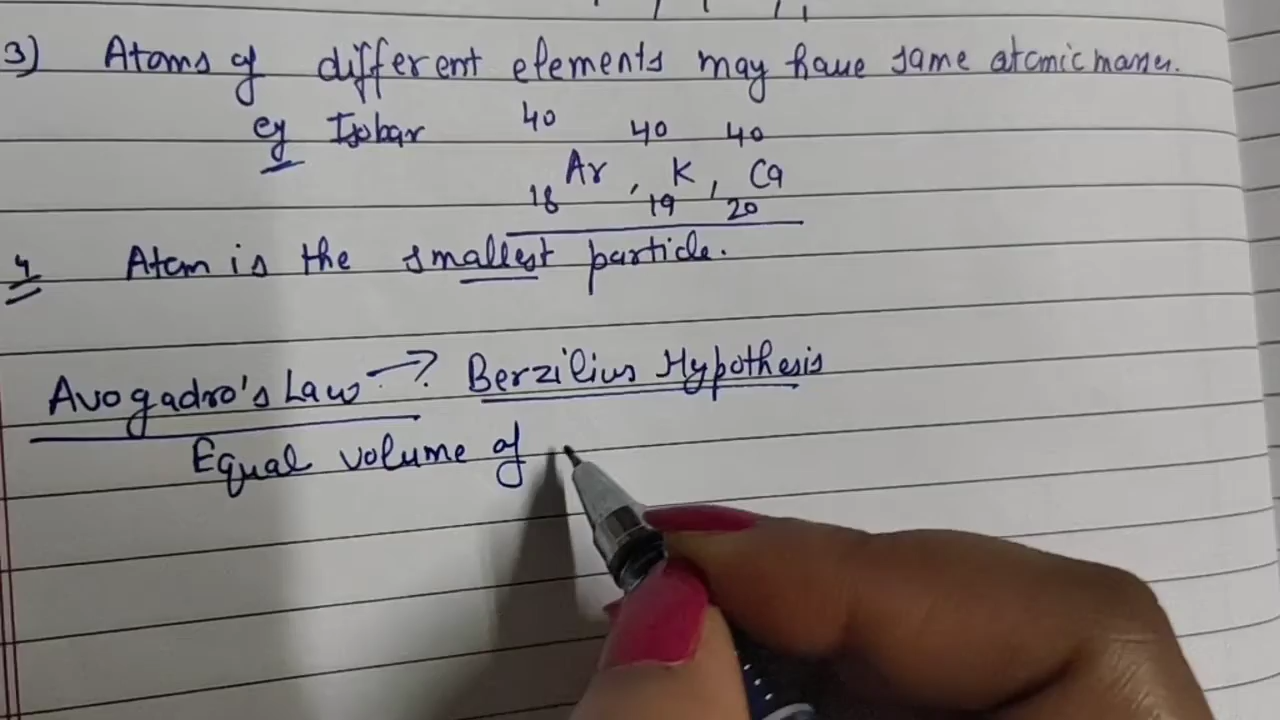 3) Atoms of different elements may have same atomic masses.
eg Isobar 40 40 40
Ar, K, Ca
18 19 20
4 Atom is the smallest particle.
Avogadro's Law → ? Berzilius Hypothesis
Equal volume of